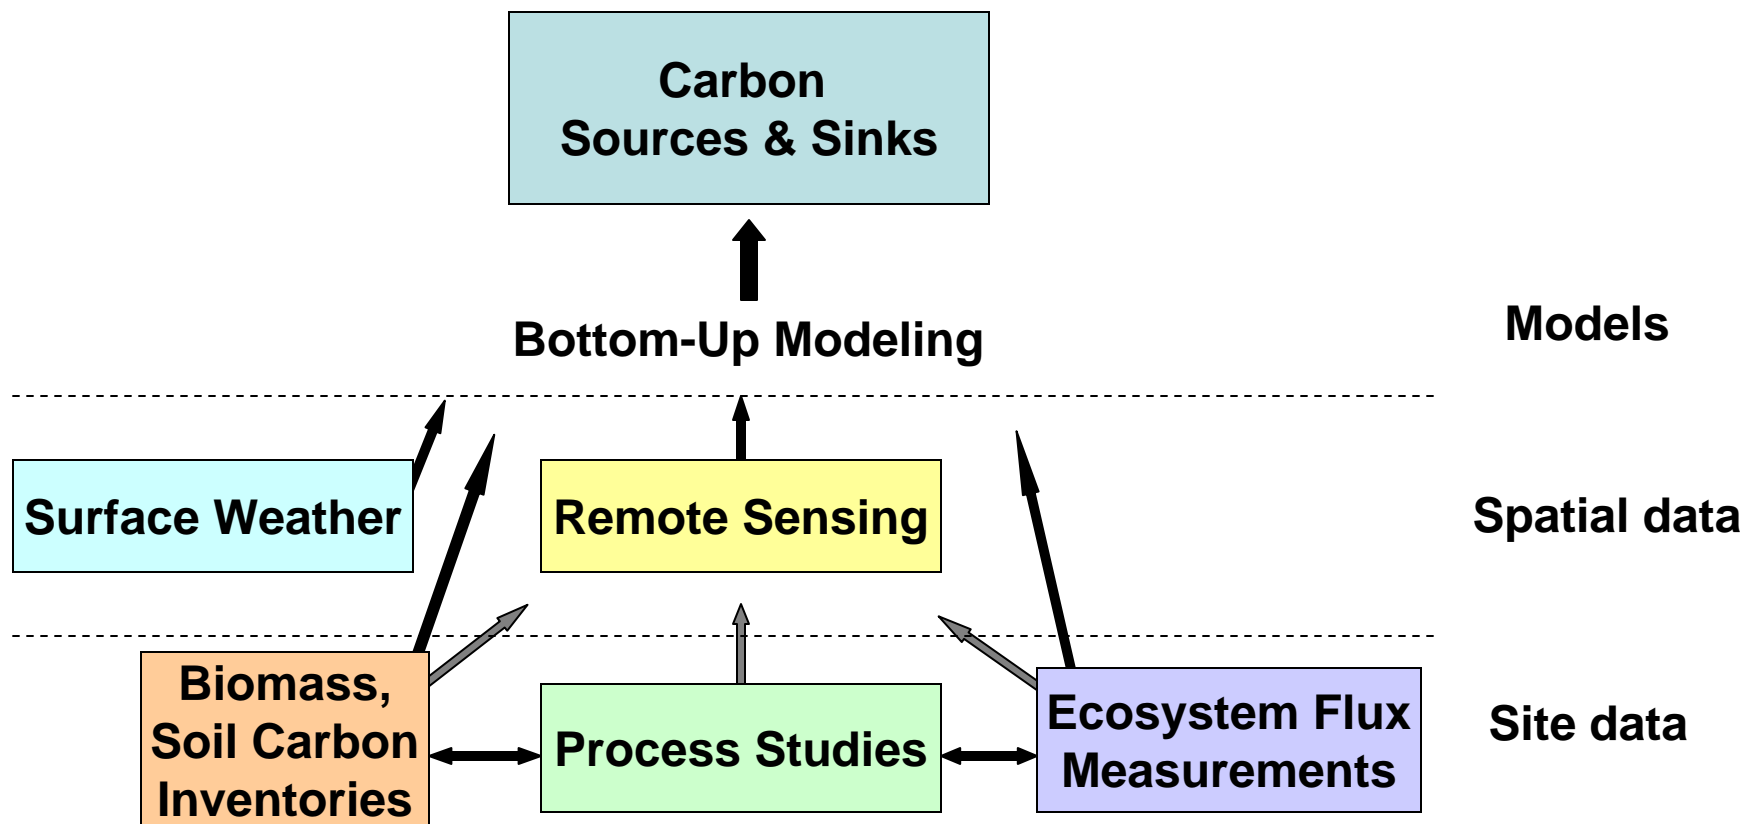 Carbon
Sources & Sinks
Bottom-Up Modeling
Models
Surface Weather
Remote Sensing
Spatial data
Biomass,
Soil Carbon
Inventories
Process Studies
Ecosystem Flux
Measurements
Site data